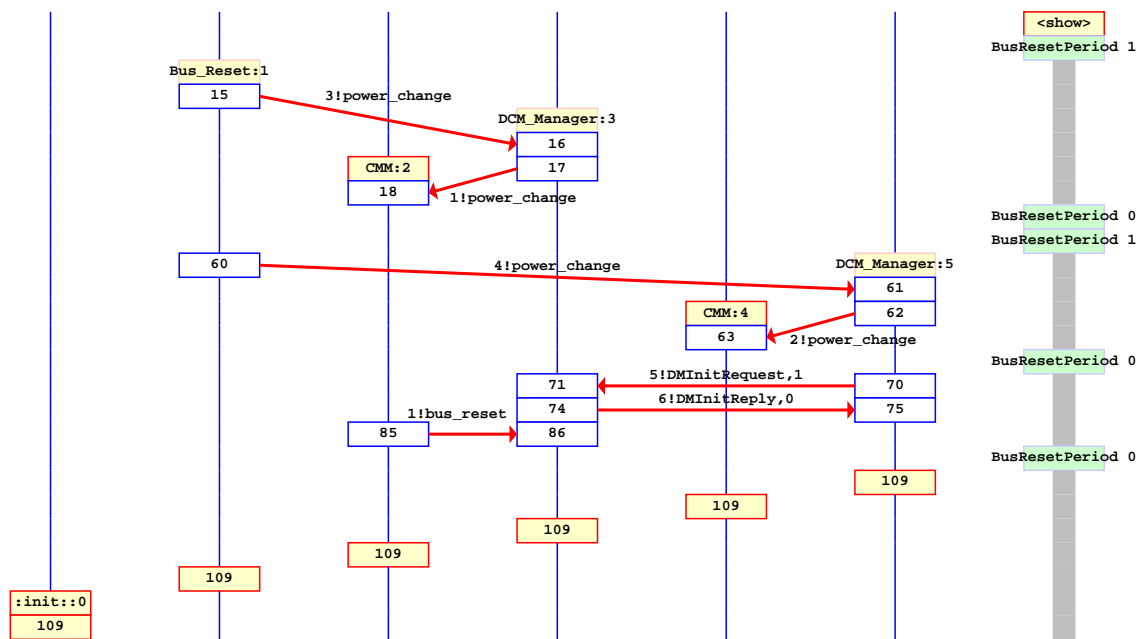 <show>
BusResetPeriod 1
Bus_Reset:1
15
3!power_change
DCM_Manager:3
16
CMM:2
17
18
1!power_change
BusResetPeriod 0
BusResetPeriod 1
60
4!power_change
DCM_Manager:5
61
CMM:4
62
63
2!power_change
BusResetPeriod 0
71
5!DMInitRequest,1
70
74
6!DMInitReply,0
75
85
1!bus_reset
86
BusResetPeriod 0
109
109
109
109
109
:init::0
109